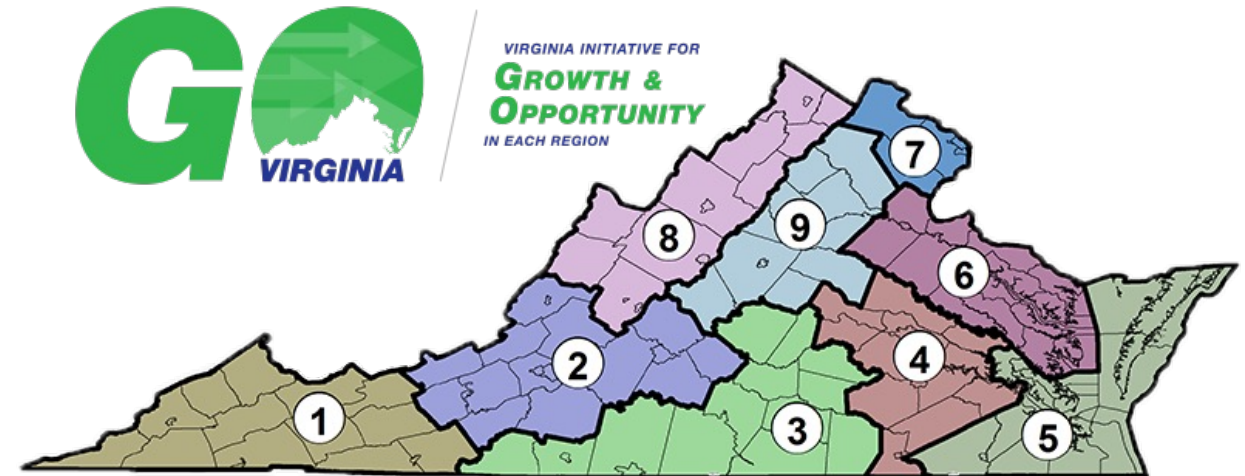 GO
VIRGINIA
VIRGINIA INITIATIVE FOR
GROWTH &
OPPORTUNITY
IN EACH REGION
7
8
9
6
2
4
1
3
5